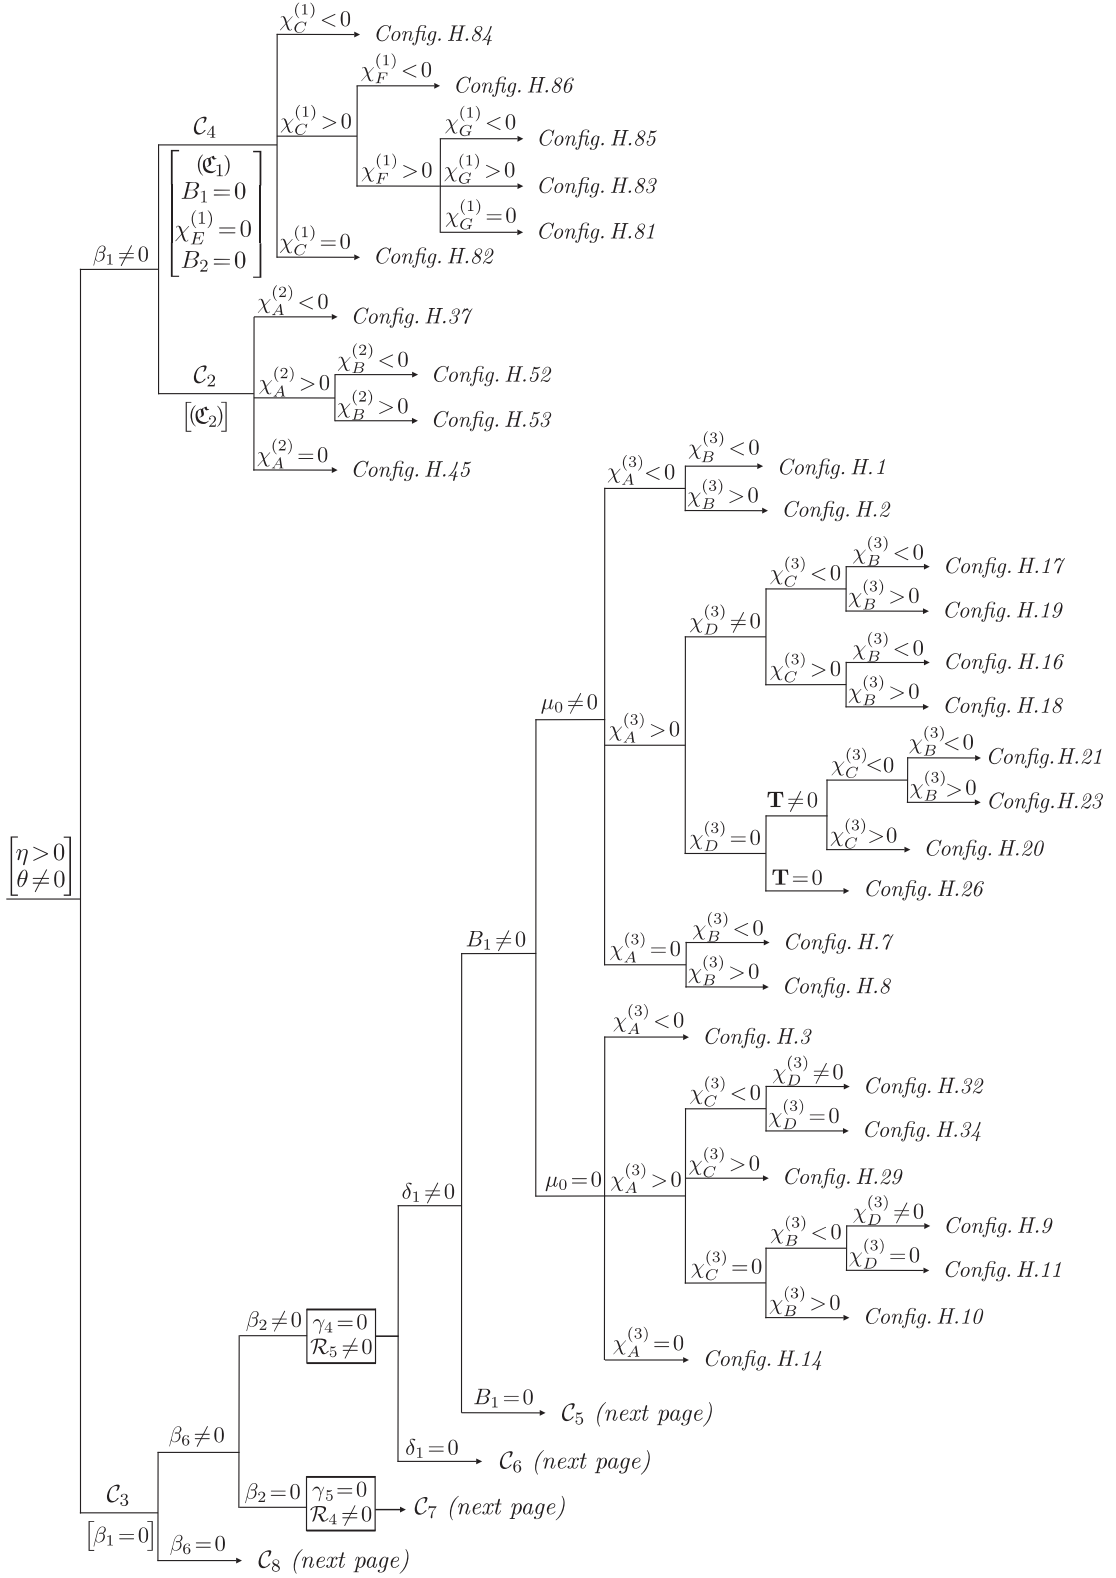 χ_C^(1) < 0 Config. H.84
χ_F^(1) < 0 Config. H.86
χ_C^(1) > 0
χ_G^(1) < 0 Config. H.85
χ_F^(1) > 0 χ_G^(1) > 0 Config. H.83
χ_G^(1) = 0 Config. H.81
χ_C^(1) = 0 Config. H.82
𝒞_4
(ℭ_1)
B_1 = 0
χ_E^(1) = 0
B_2 = 0
β_1 ≠ 0
χ_A^(2) < 0 Config. H.37
χ_B^(2) < 0 Config. H.52
𝒞_2 χ_A^(2) > 0
[(ℭ_2)]
χ_B^(2) > 0 Config. H.53
χ_A^(2) = 0 Config. H.45
χ_A^(3) < 0 χ_B^(3) < 0 Config. H.1
χ_B^(3) > 0 Config. H.2
χ_C^(3) < 0 χ_B^(3) < 0 Config. H.17
χ_B^(3) > 0 Config. H.19
χ_D^(3) ≠ 0
χ_C^(3) > 0 χ_B^(3) < 0 Config. H.16
χ_B^(3) > 0 Config. H.18
μ_0 ≠ 0 χ_A^(3) > 0
χ_C^(3) < 0 χ_B^(3) < 0 Config. H.21
χ_B^(3) > 0 Config. H.23
T ≠ 0
χ_D^(3) = 0 χ_C^(3) > 0 Config. H.20
T = 0 Config. H.26
[η > 0
θ ≠ 0]
B_1 ≠ 0
χ_A^(3) = 0 χ_B^(3) < 0 Config. H.7
χ_B^(3) > 0 Config. H.8
χ_A^(3) < 0 Config. H.3
χ_C^(3) < 0 χ_D^(3) ≠ 0 Config. H.32
χ_D^(3) = 0 Config. H.34
δ_1 ≠ 0 μ_0 = 0 χ_A^(3) > 0 χ_C^(3) > 0 Config. H.29
χ_C^(3) = 0 χ_B^(3) < 0 χ_D^(3) ≠ 0 Config. H.9
χ_D^(3) = 0 Config. H.11
χ_B^(3) > 0 Config. H.10
χ_A^(3) = 0 Config. H.14
β_2 ≠ 0 γ_4 = 0
ℛ_5 ≠ 0
B_1 = 0 𝒞_5 (next page)
β_6 ≠ 0 δ_1 = 0 𝒞_6 (next page)
𝒞_3
[β_1 = 0]
β_2 = 0 γ_5 = 0
ℛ_4 ≠ 0
𝒞_7 (next page)
β_6 = 0 𝒞_8 (next page)